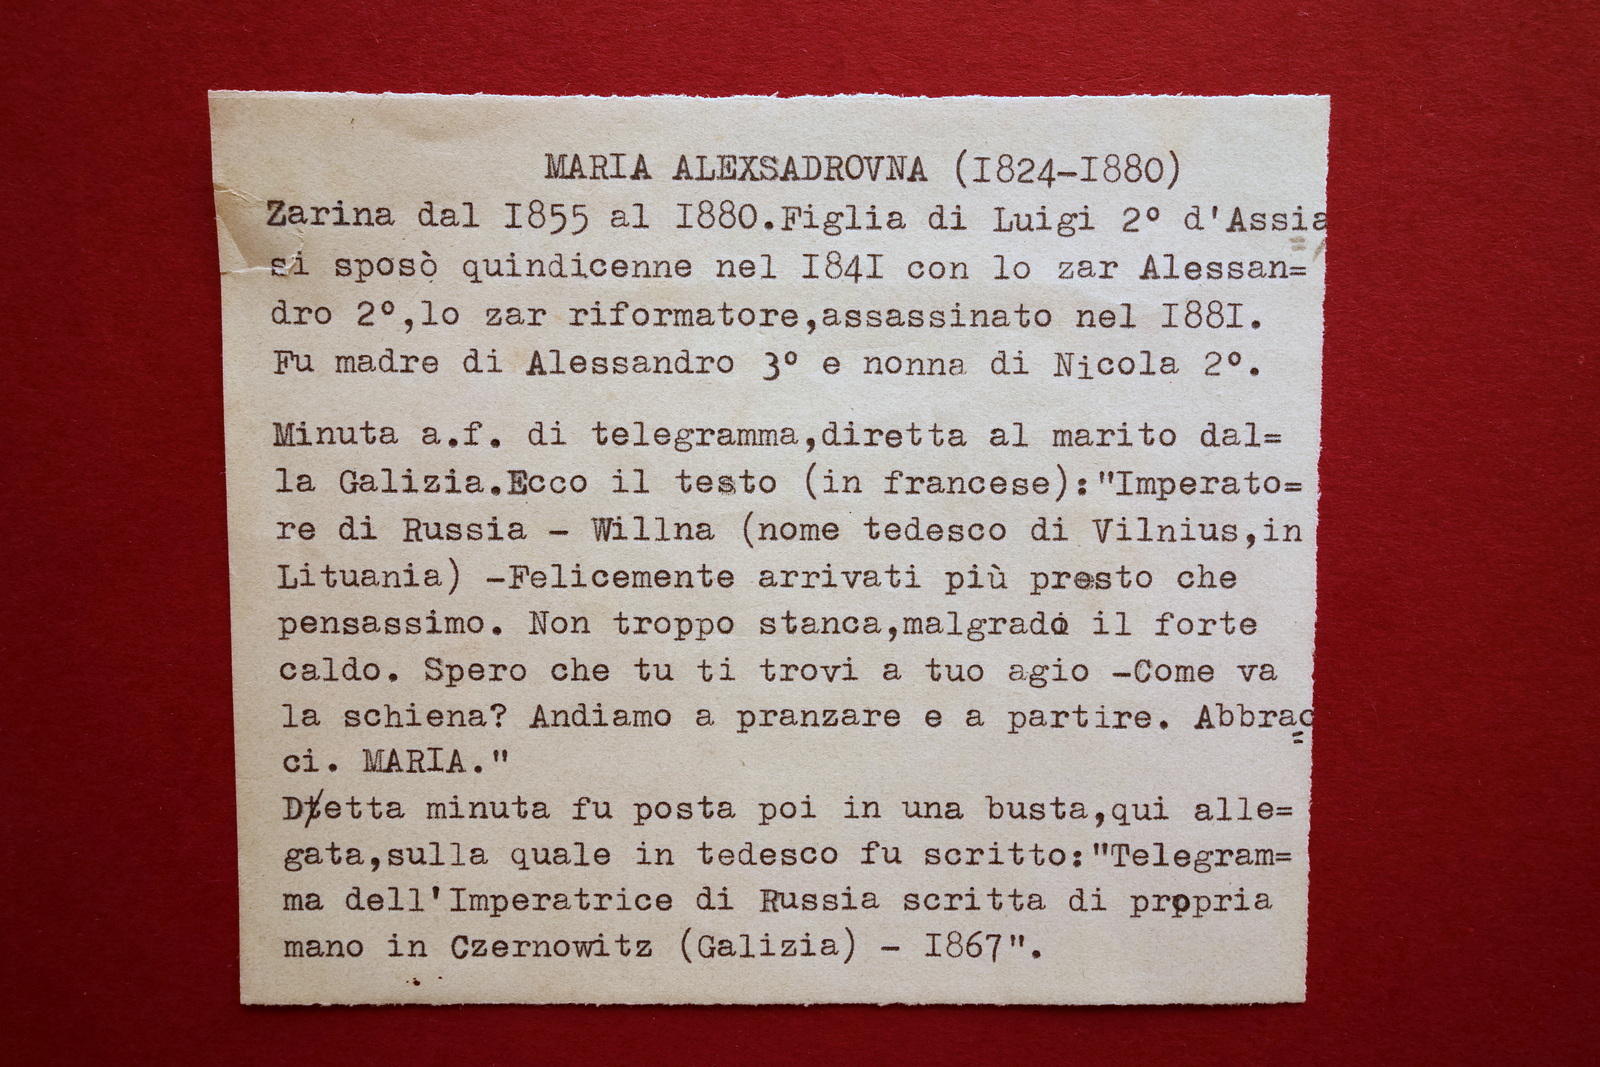 MARIA ALEXSADROVNA (I824-I880)
Zarina dal I855 al I880.Figlia di Luigi 2° d'Assia
si sposò quindicenne nel I84I con lo zar Alessan=
dro 2°,lo zar riformatore,assassinato nel I88I.
Fu madre di Alessandro 3° e nonna di Nicola 2°.
Minuta a.f. di telegramma,diretta al marito dal=
la Galizia.Ecco il testo (in francese):"Imperato=
re di Russia - Willna (nome tedesco di Vilnius,in
Lituania) -Felicemente arrivati più presto che
pensassimo. Non troppo stanca,malgrado il forte
caldo. Spero che tu ti trovi a tuo agio -Come va
la schiena? Andiamo a pranzare e a partire. Abbrac=
ci. MARIA."
Detta minuta fu posta poi in una busta,qui alle=
gata,sulla quale in tedesco fu scritto:"Telegram=
ma dell'Imperatrice di Russia scritta di propria
mano in Czernowitz (Galizia) - I867".